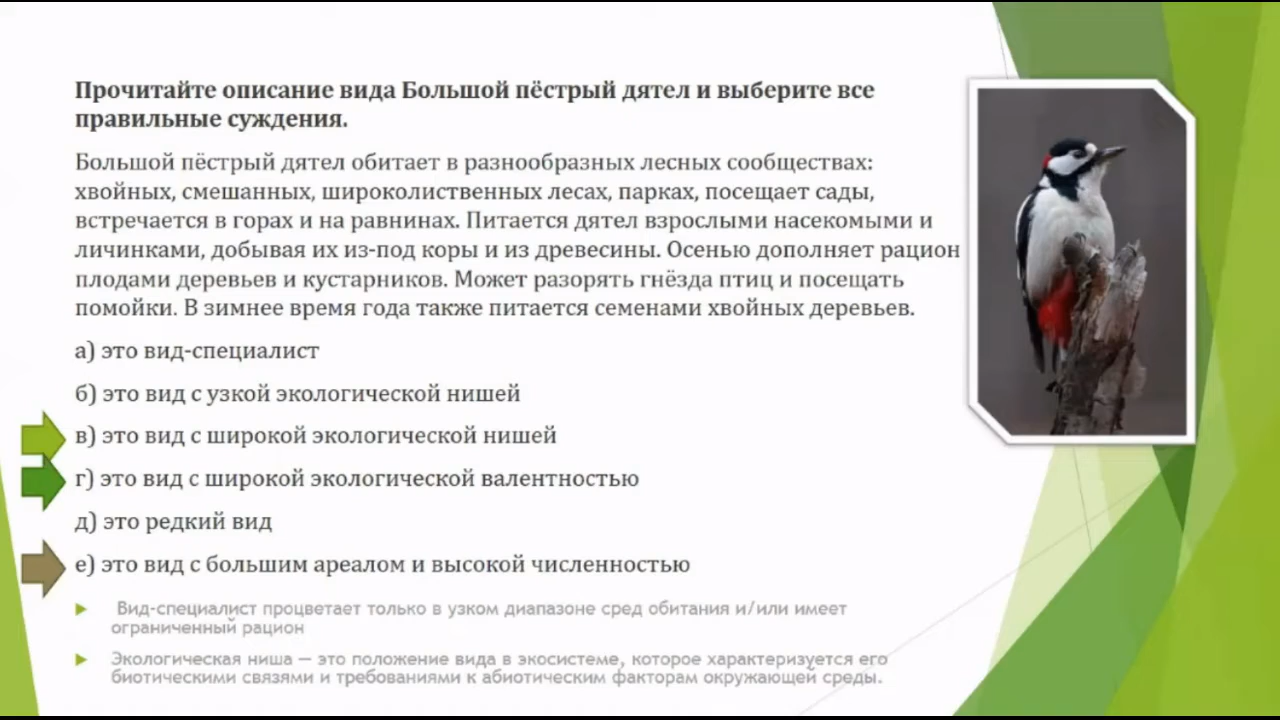 Прочитайте описание вида Большой пёстрый дятел и выберите все
правильные суждения.
Большой пёстрый дятел обитает в разнообразных лесных сообществах:
хвойных, смешанных, широколиственных лесах, парках, посещает сады,
встречается в горах и на равнинах. Питается дятел взрослыми насекомыми и
личинками, добывая их из-под коры и из древесины. Осенью дополняет рацион
плодами деревьев и кустарников. Может разорять гнёзда птиц и посещать
помойки. В зимнее время года также питается семенами хвойных деревьев.
а) это вид-специалист
б) это вид с узкой экологической нишей
в) это вид с широкой экологической нишей
г) это вид с широкой экологической валентностью
д) это редкий вид
е) это вид с большим ареалом и высокой численностью
Вид-специалист процветает только в узком диапазоне сред обитания и/или имеет
ограниченный рацион
Экологическая ниша — это положение вида в экосистеме, которое характеризуется его
биотическими связями и требованиями к абиотическим факторам окружающей среды.